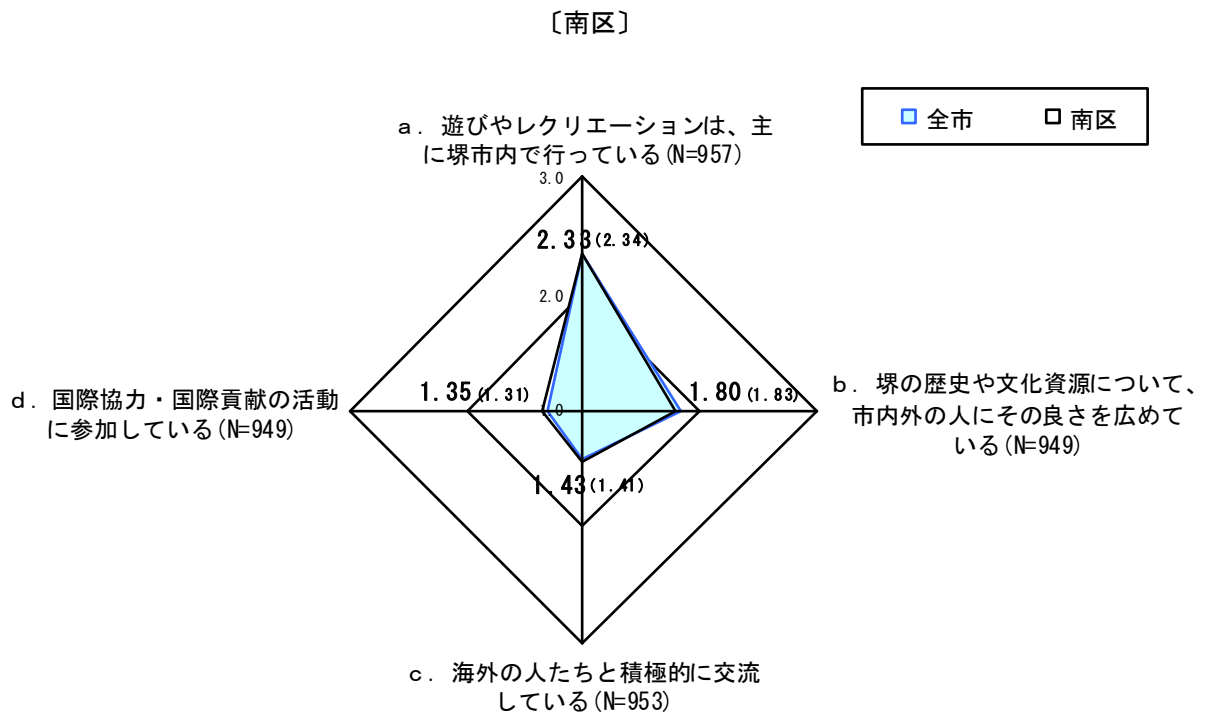 〔南区〕
全市
南区
a. 遊びやレクリエーションは、主
に堺市内で行っている(N=957)
3.0
2.33(2.34)
2.0
d. 国際協力・国際貢献の活動
に参加している(N=949)
1.35(1.31)
0
1.80(1.83)
b. 堺の歴史や文化資源について、
市内外の人にその良さを広めて
いる(N=949)
1.43(1.41)
c. 海外の人たちと積極的に交流
している(N=953)